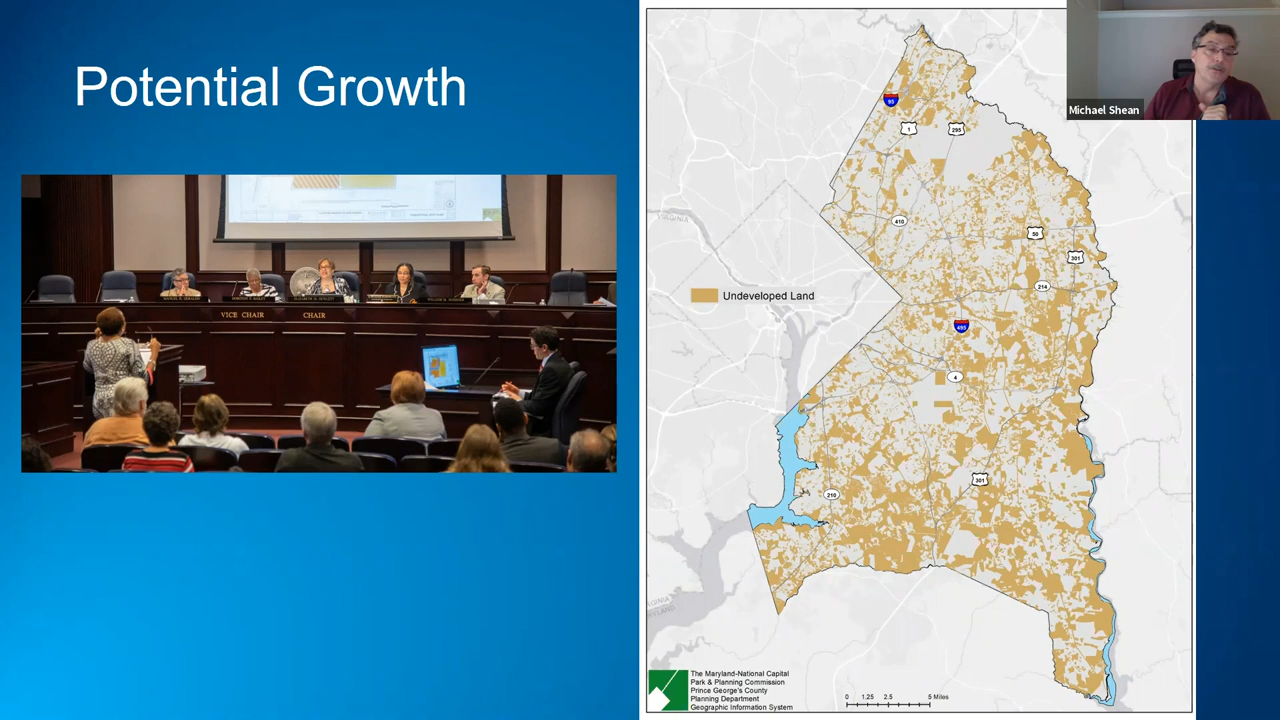 Potential Growth
VICE CHAIR
CHAIR
Michael Shean
95
1
295
410
50
301
214
Undeveloped Land
495
4
301
210
VIRGINIA
The Maryland-National Capital
Park & Planning Commission
Prince George's County
Planning Department
Geographic Information System
0 1.25 2.5 5 Miles